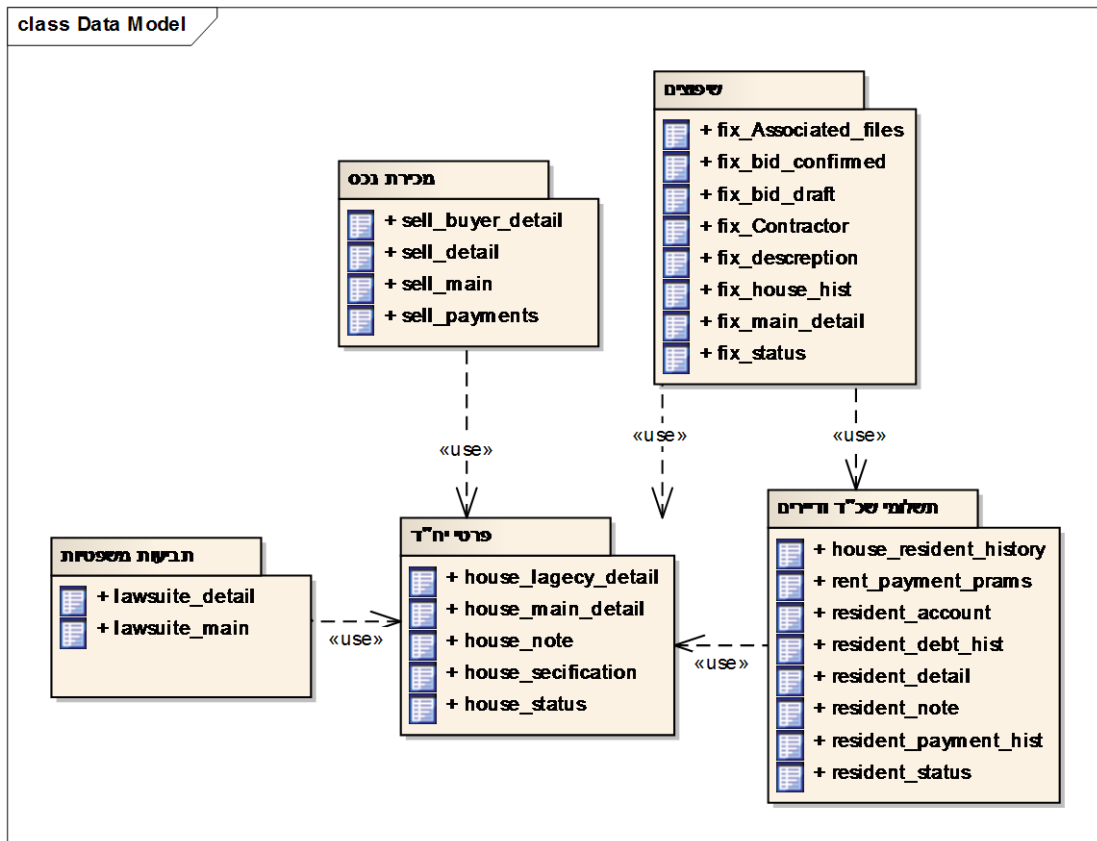 class Data Model
שיפוצים
+ fix_Associated_files
+ fix_bid_confirmed
+ fix_bid_draft
+ fix_Contractor
+ fix_descreption
+ fix_house_hist
+ fix_main_detail
+ fix_status
מכירת נכס
+ sell_buyer_detail
+ sell_detail
+ sell_main
+ sell_payments
«use»
«use»
«use»
תביעות משפטיות
+ lawsuite_detail
+ lawsuite_main
«use»
פרטי יח"ד
+ house_lagecy_detail
+ house_main_detail
+ house_note
+ house_secification
+ house_status
«use»
תשלומי שכ"ד ודיירים
+ house_resident_history
+ rent_payment_prams
+ resident_account
+ resident_debt_hist
+ resident_detail
+ resident_note
+ resident_payment_hist
+ resident_status